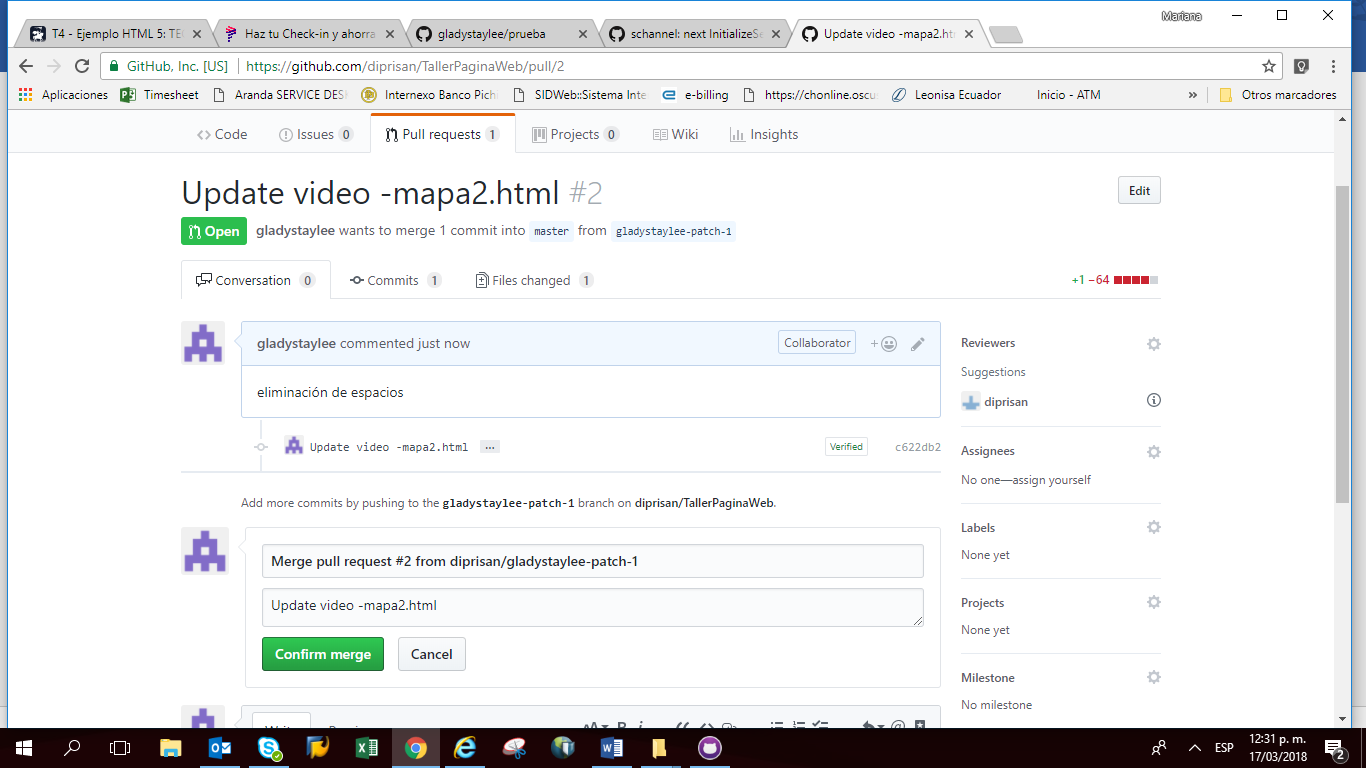 Mariana
T4 - Ejemplo HTML 5: TE
Haz tu Check-in y ahorra
gladystaylee/prueba
schannel: next InitializeSe
Update video -mapa2.ht
GitHub, Inc. [US]
https://github.com/diprisan/TallerPaginaWeb/pull/2
Aplicaciones
Timesheet
Aranda SERVICE DES
Internexo Banco Pich
SIDWeb::Sistema Inte
e-billing
https://chonline.oscu
Leonisa Ecuador
Inicio - ATM
»
Otros marcadores
Code
Issues 0
Pull requests 1
Projects 0
Wiki
Insights
Update video -mapa2.html #2
Edit
Open
gladystaylee wants to merge 1 commit into master from gladystaylee-patch-1
Conversation 0
Commits 1
Files changed 1
+1 −64
gladystaylee commented just now
Collaborator
eliminación de espacios
Update video -mapa2.html …
Verified
c622db2
Add more commits by pushing to the gladystaylee-patch-1 branch on diprisan/TallerPaginaWeb.
Merge pull request #2 from diprisan/gladystaylee-patch-1
Update video -mapa2.html
Confirm merge
Cancel
Reviewers
Suggestions
diprisan
Assignees
No one—assign yourself
Labels
None yet
Projects
None yet
Milestone
No milestone
ESP
12:31 p. m.
17/03/2018
2